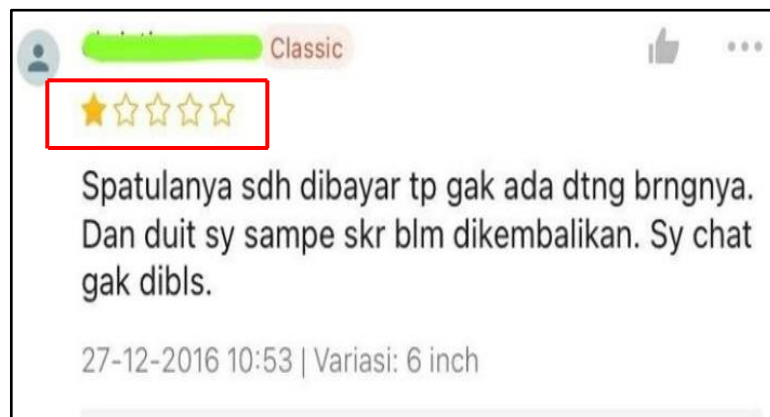 Classic
Spatulanya sdh dibayar tp gak ada dtng brngnya.
Dan duit sy sampe skr blm dikembalikan. Sy chat
gak dibls.
27-12-2016 10:53 | Variasi: 6 inch